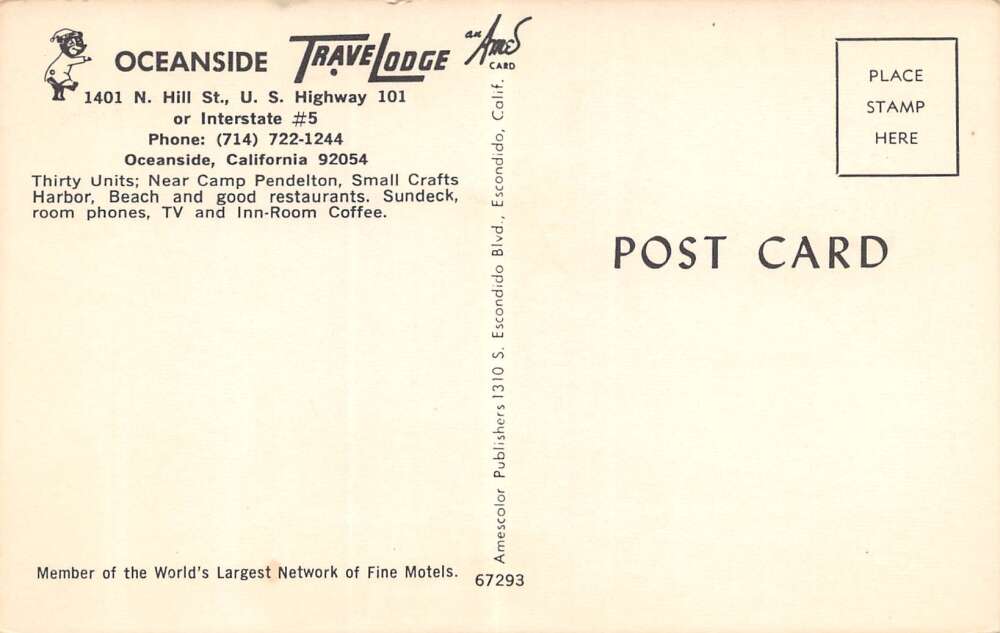 OCEANSIDE TRAVELODGE
1401 N. Hill St., U. S. Highway 101
or Interstate #5
Phone: (714) 722-1244
Oceanside, California 92054
Thirty Units; Near Camp Pendelton, Small Crafts
Harbor, Beach and good restaurants. Sundeck,
room phones, TV and Inn-Room Coffee.
Member of the World's Largest Network of Fine Motels.
an Ames
CARD
Amescolor Publishers 1310 S. Escondido Blvd., Escondido, Calif.
67293
PLACE
STAMP
HERE
POST CARD